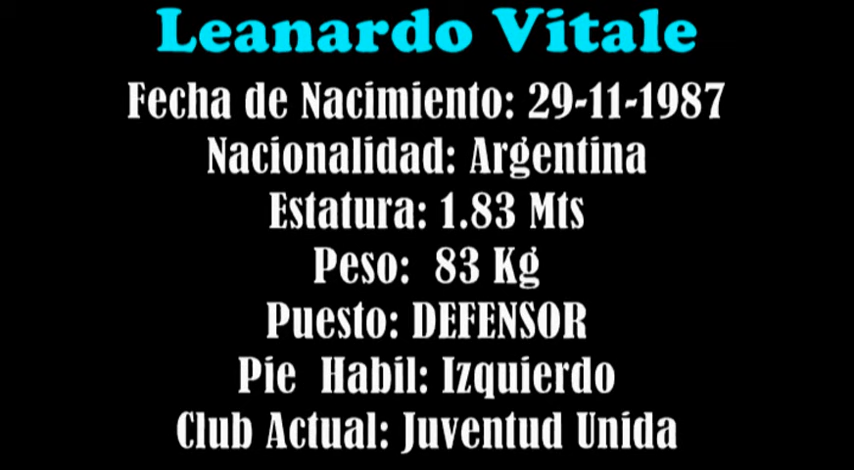 Leanardo Vitale
Fecha de Nacimiento: 29-11-1987
Nacionalidad: Argentina
Estatura: 1.83 Mts
Peso:  83 Kg
Puesto: DEFENSOR
Pie  Habil: Izquierdo
Club Actual: Juventud Unida